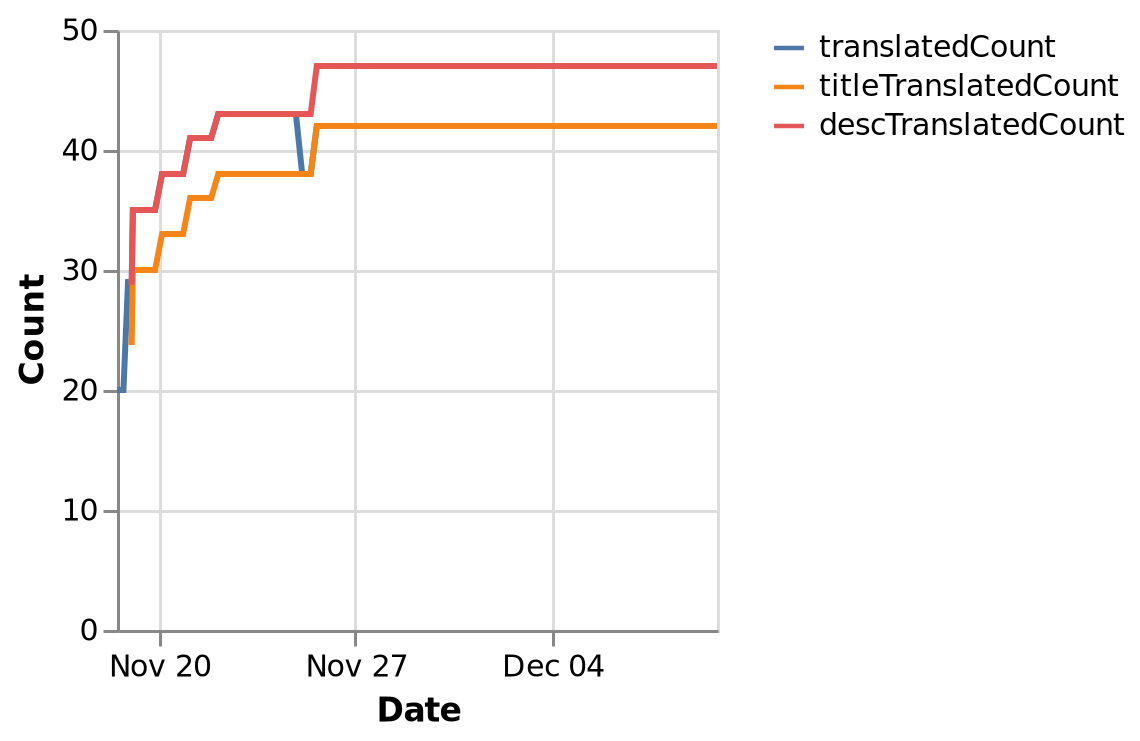 50
40
30
20
10
0
Count
Nov 20
Nov 27
Dec 04
Date
translatedCount
titleTranslatedCount
descTranslatedCount